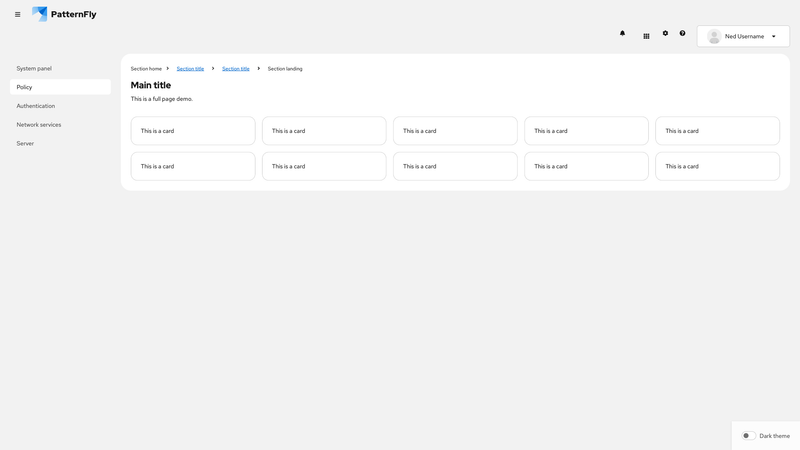 PatternFly
Ned Username
System panel
Policy
Authentication
Network services
Server
Section home Section title Section title Section landing
Main title
This is a full page demo.
This is a card This is a card This is a card This is a card This is a card
This is a card This is a card This is a card This is a card This is a card
Dark theme